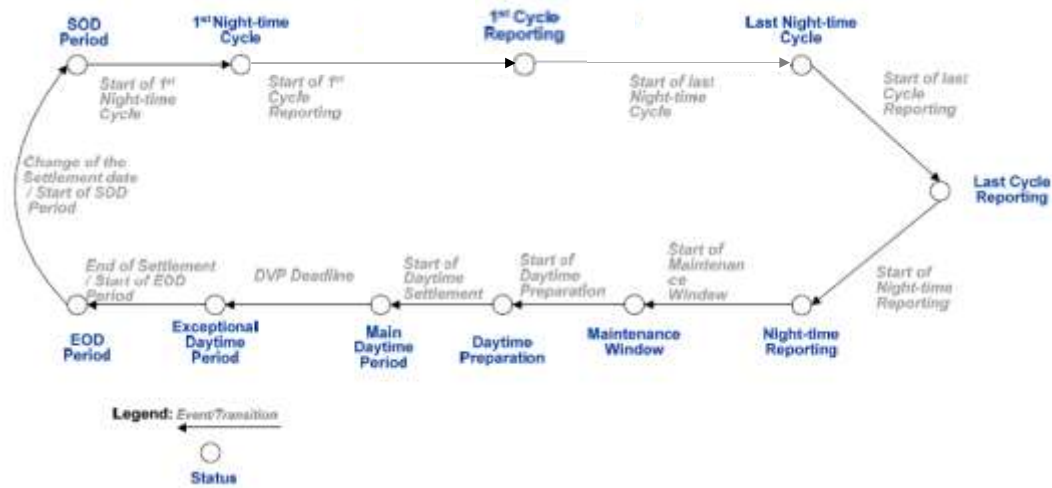 SOD
Period
1st Night-time
Cycle
1st Cycle
Reporting
Last Night-time
Cycle
Start of 1st
Night-time
Cycle
Start of 1st
Cycle
Reporting
Start of last
Night-time
Cycle
Start of last
Cycle
Reporting
Change of the
Settlement date
/ Start of SOD
Period
Last Cycle
Reporting
End of Settlement
/ Start of EOD
Period
DVP Deadline
Start of
Daytime
Settlement
Start of
Daytime
Preparation
Start of
Maintenan
ce
Window
Start of
Night-time
Reporting
EOD
Period
Exceptional
Daytime
Period
Main
Daytime
Period
Daytime
Preparation
Maintenance
Window
Night-time
Reporting
Legend: Event/Transition
Status